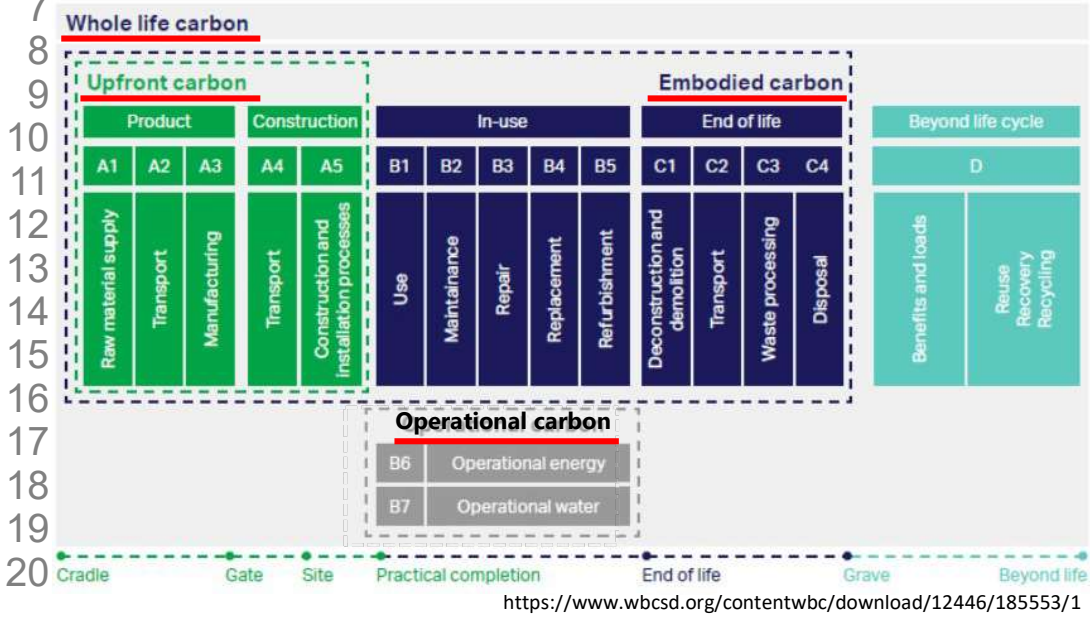 7
Whole life carbon
8
Upfront carbon
Embodied carbon
9
Product
Construction
In-use
End of life
Beyond life cycle
10
A1
A2
A3
A4
A5
B1
B2
B3
B4
B5
C1
C2
C3
C4
D
11
12
13
14
15
Raw material supply
Transport
Manufacturing
Transport
Construction and
installation processes
Use
Maintainance
Repair
Replacement
Refurbishment
Deconstruction and
demolition
Transport
Waste processing
Disposal
Benefits and loads
Reuse
Recovery
Recycling
16
Operational carbon
17
B6
Operational energy
18
B7
Operational water
19
20
Cradle
Gate
Site
Practical completion
End of life
Grave
Beyond life
https://www.wbcsd.org/contentwbc/download/12446/185553/1